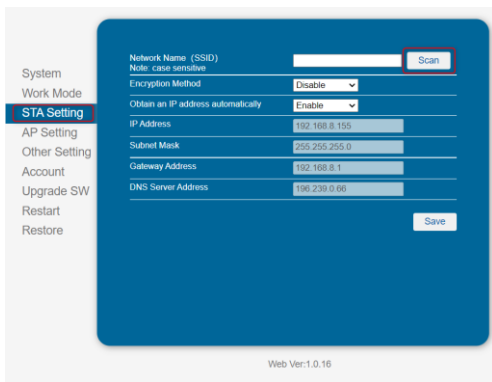 System
Work Mode
STA Setting
AP Setting
Other Setting
Account
Upgrade SW
Restart
Restore
Network Name (SSID)
Note: case sensitive
Scan
Encryption Method Disable
Obtain an IP address automatically Enable
IP Address 192.168.8.155
Subnet Mask 255.255.255.0
Gateway Address 192.168.8.1
DNS Server Address 196.239.0.66
Save
Web Ver:1.0.16